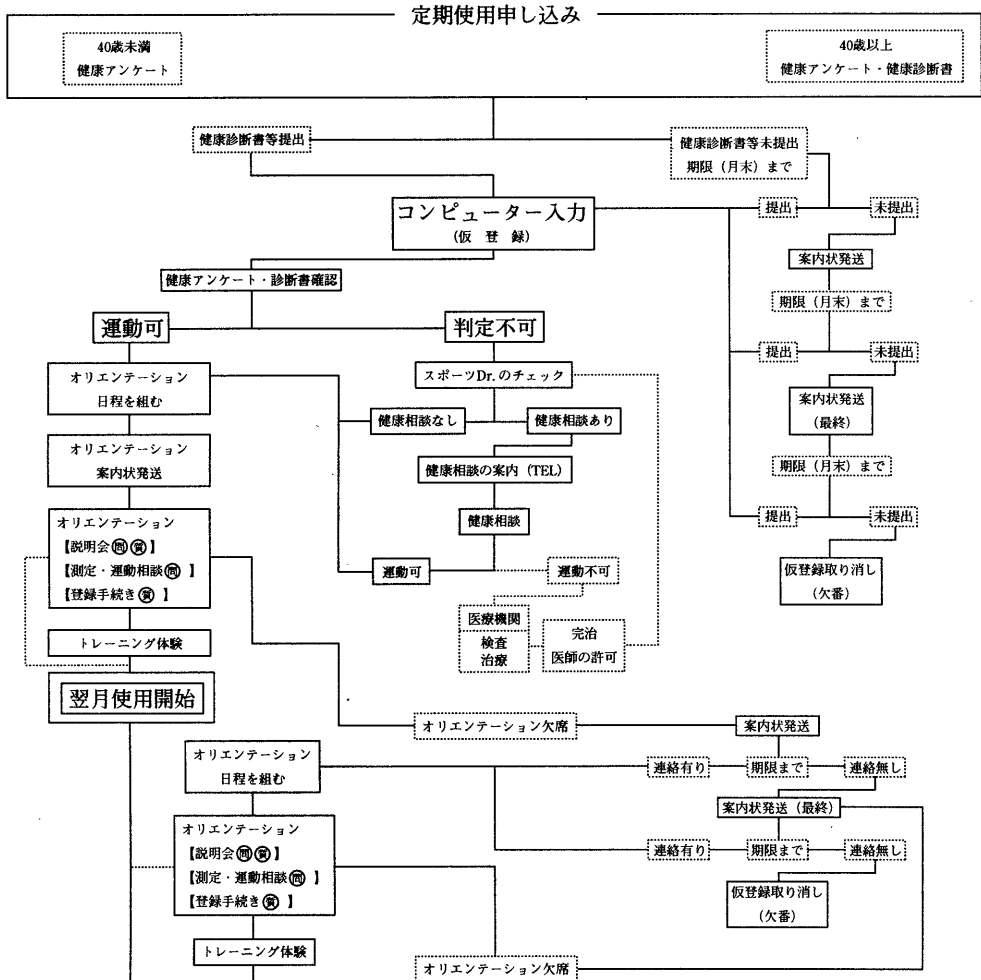 定期使用申し込み
40歳未満
健康アンケート
40歳以上
健康アンケート・健康診断書
健康診断書等提出
健康診断書等未提出
期限(月末)まで
コンピューター入力
(仮 登 録)
提出
未提出
案内状発送
健康アンケート・診断書確認
期限(月末)まで
運動可
判定不可
提出
未提出
オリエンテーション
日程を組む
スポーツDr.のチェック
案内状発送
(最終)
健康相談なし
健康相談あり
オリエンテーション
案内状発送
健康相談の案内(TEL)
期限(月末)まで
オリエンテーション
【説明会㊄㊄】
【測定・運動相談㊄ 】
【登録手続き㊄ 】
健康相談
提出
未提出
運動可
運動不可
仮登録取り消し
(欠番)
医療機関
検査
治療
完治
医師の許可
トレーニング体験
翌月使用開始
オリエンテーション欠席
案内状発送
オリエンテーション
日程を組む
連絡有り
期限まで
連絡無し
案内状発送(最終)
オリエンテーション
【説明会問質】
【測定・運動相談問 】
【登録手続き質 】
連絡有り
期限まで
連絡無し
仮登録取り消し
(欠番)
トレーニング体験
オリエンテーション欠席